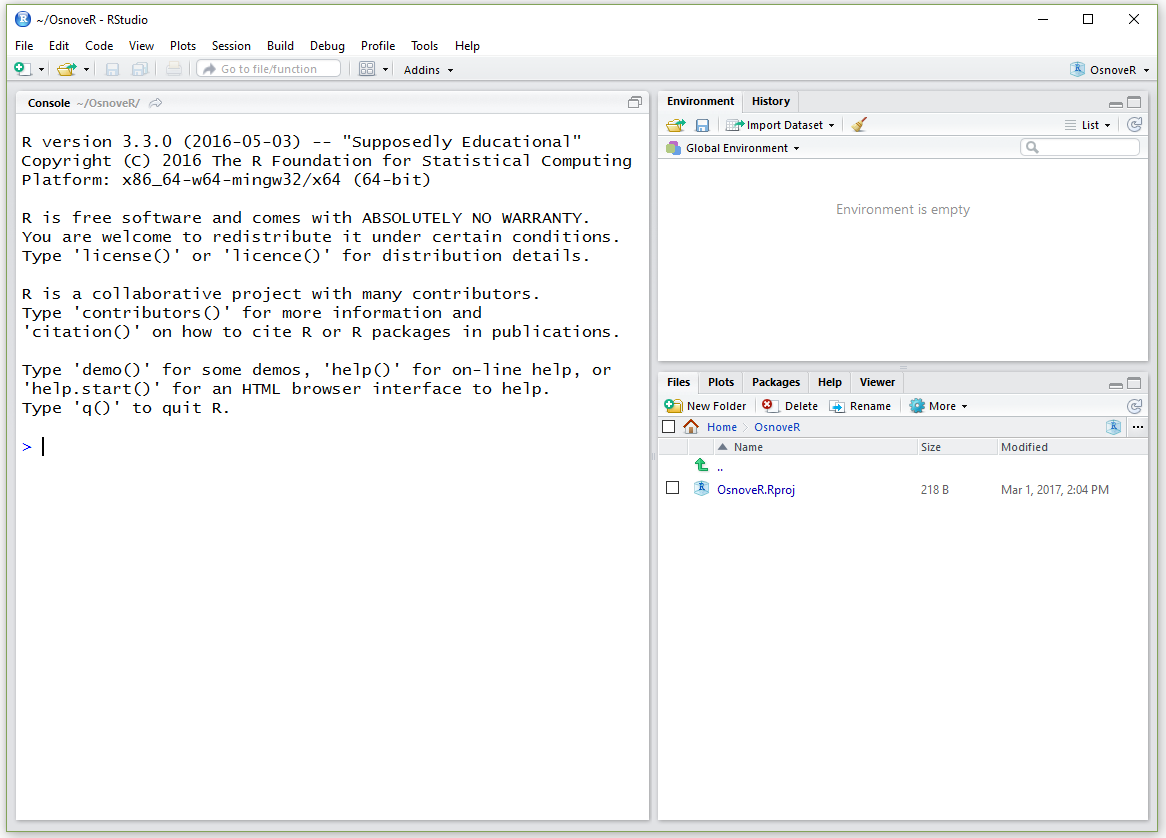 ~/OsnoveR - RStudio
File Edit Code View Plots Session Build Debug Profile Tools Help
Go to file/function Addins OsnoveR
Console ~/OsnoveR/
R version 3.3.0 (2016-05-03) -- "Supposedly Educational"
Copyright (C) 2016 The R Foundation for Statistical Computing
Platform: x86_64-w64-mingw32/x64 (64-bit)
R is free software and comes with ABSOLUTELY NO WARRANTY.
You are welcome to redistribute it under certain conditions.
Type 'license()' or 'licence()' for distribution details.
R is a collaborative project with many contributors.
Type 'contributors()' for more information and
'citation()' on how to cite R or R packages in publications.
Type 'demo()' for some demos, 'help()' for on-line help, or
'help.start()' for an HTML browser interface to help.
Type 'q()' to quit R.
>
Environment History
Import Dataset List
Global Environment
Environment is empty
Files Plots Packages Help Viewer
New Folder Delete Rename More
Home OsnoveR ...
Name Size Modified
..
OsnoveR.Rproj 218 B Mar 1, 2017, 2:04 PM